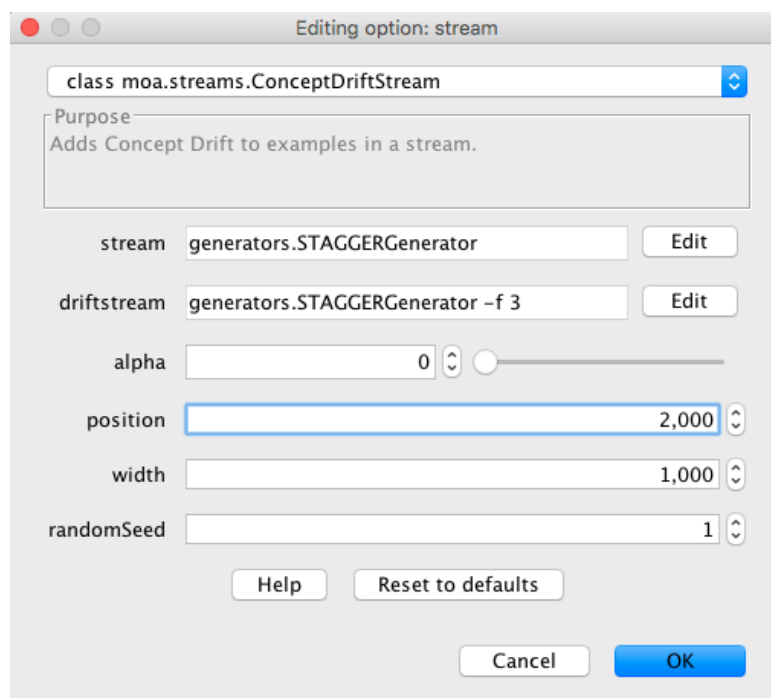 Editing option: stream
class moa.streams.ConceptDriftStream
Purpose
Adds Concept Drift to examples in a stream.
stream generators.STAGGERGenerator Edit
driftstream generators.STAGGERGenerator –f 3 Edit
alpha 0
position 2,000
width 1,000
randomSeed 1
Help Reset to defaults
Cancel OK